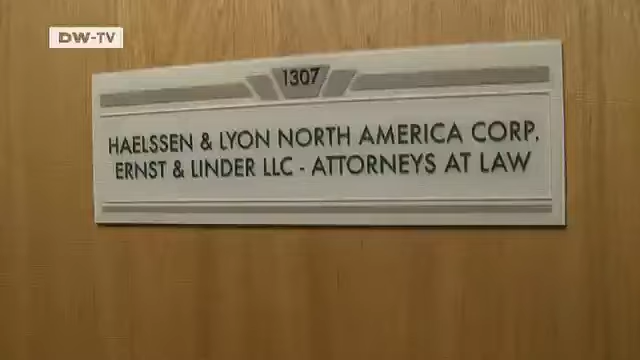 DW-TV
1307
HAELSSEN & LYON NORTH AMERICA CORP.
ERNST & LINDER LLC - ATTORNEYS AT LAW